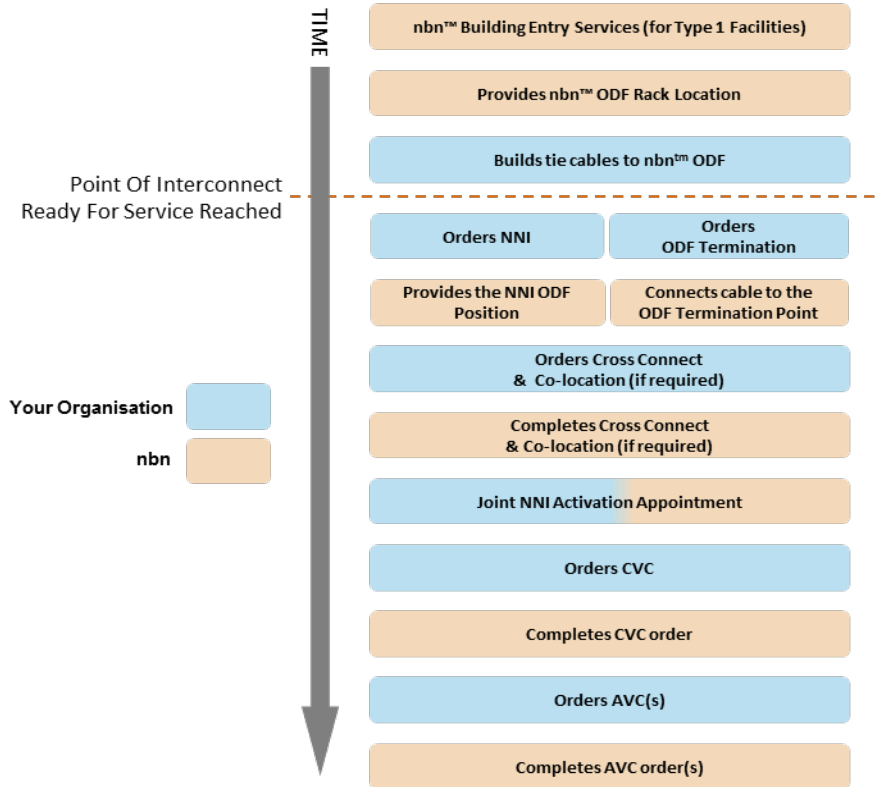 TIME
nbn™ Building Entry Services (for Type 1 Facilities)
Provides nbn™ ODF Rack Location
Builds tie cables to nbn™ ODF
Point Of Interconnect
Ready For Service Reached
Orders NNI
Orders
ODF Termination
Provides the NNI ODF
Position
Connects cable to the
ODF Termination Point
Orders Cross Connect
& Co-location (if required)
Your Organisation
nbn
Completes Cross Connect
& Co-location (if required)
Joint NNI Activation Appointment
Orders CVC
Completes CVC order
Orders AVC(s)
Completes AVC order(s)